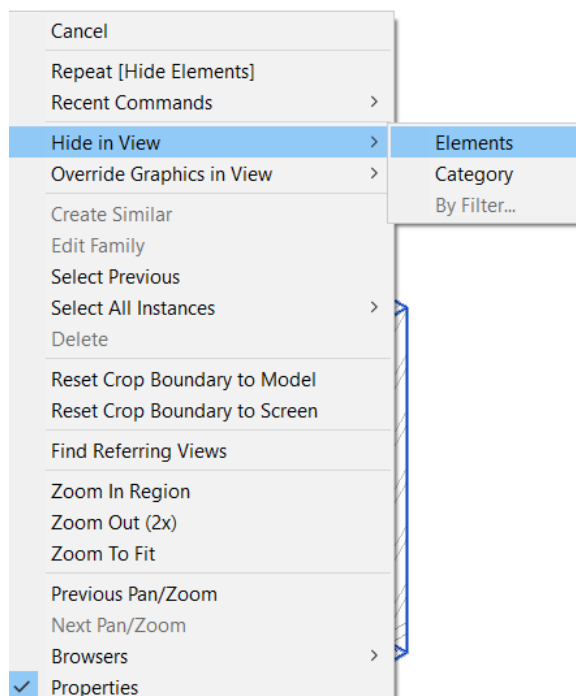 Cancel
Repeat [Hide Elements]
Recent Commands
Hide in View
Elements
Override Graphics in View
Category
By Filter...
Create Similar
Edit Family
Select Previous
Select All Instances
Delete
Reset Crop Boundary to Model
Reset Crop Boundary to Screen
Find Referring Views
Zoom In Region
Zoom Out (2x)
Zoom To Fit
Previous Pan/Zoom
Next Pan/Zoom
Browsers
Properties